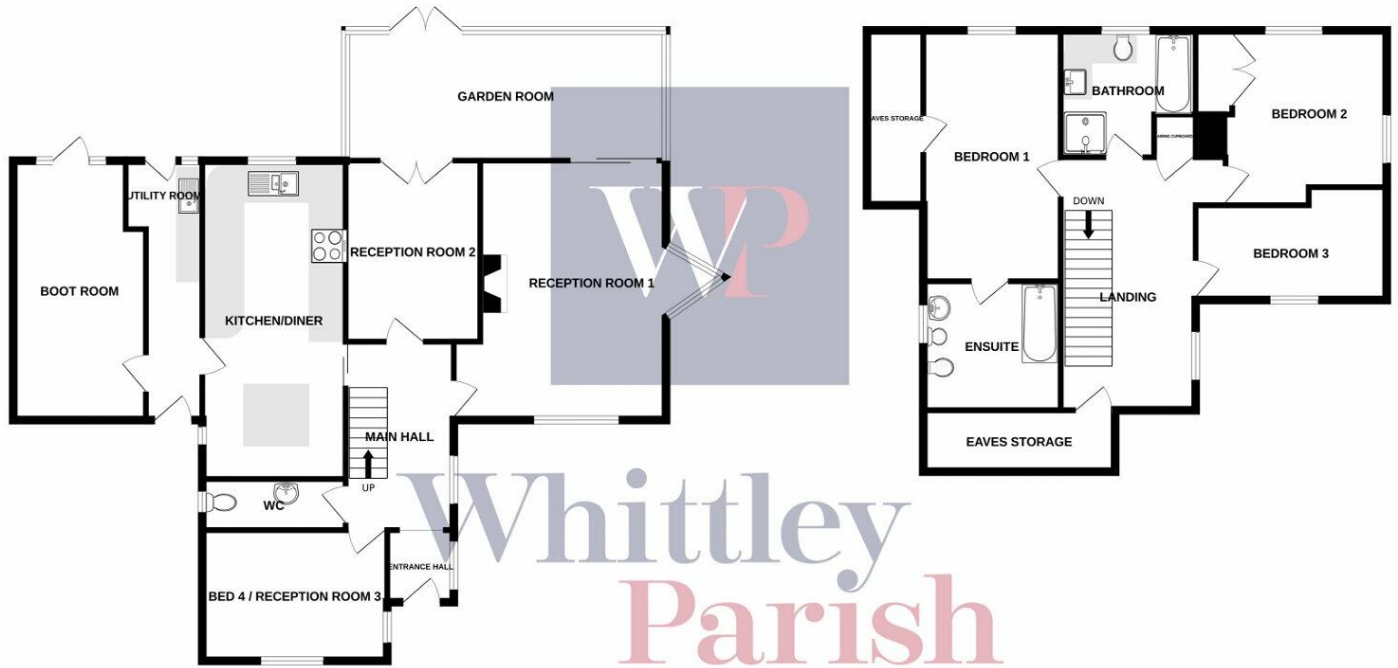 GARDEN ROOM
UTILITY ROOM
BOOT ROOM
KITCHEN/DINER
RECEPTION ROOM 2
RECEPTION ROOM 1
MAIN HALL
UP
WC
ENTRANCE HALL
BED 4 / RECEPTION ROOM 3
EAVES STORAGE
BEDROOM 1
BATHROOM
AIRING CUPBOARD
BEDROOM 2
DOWN
BEDROOM 3
LANDING
ENSUITE
EAVES STORAGE
WP
Whittley
Parish